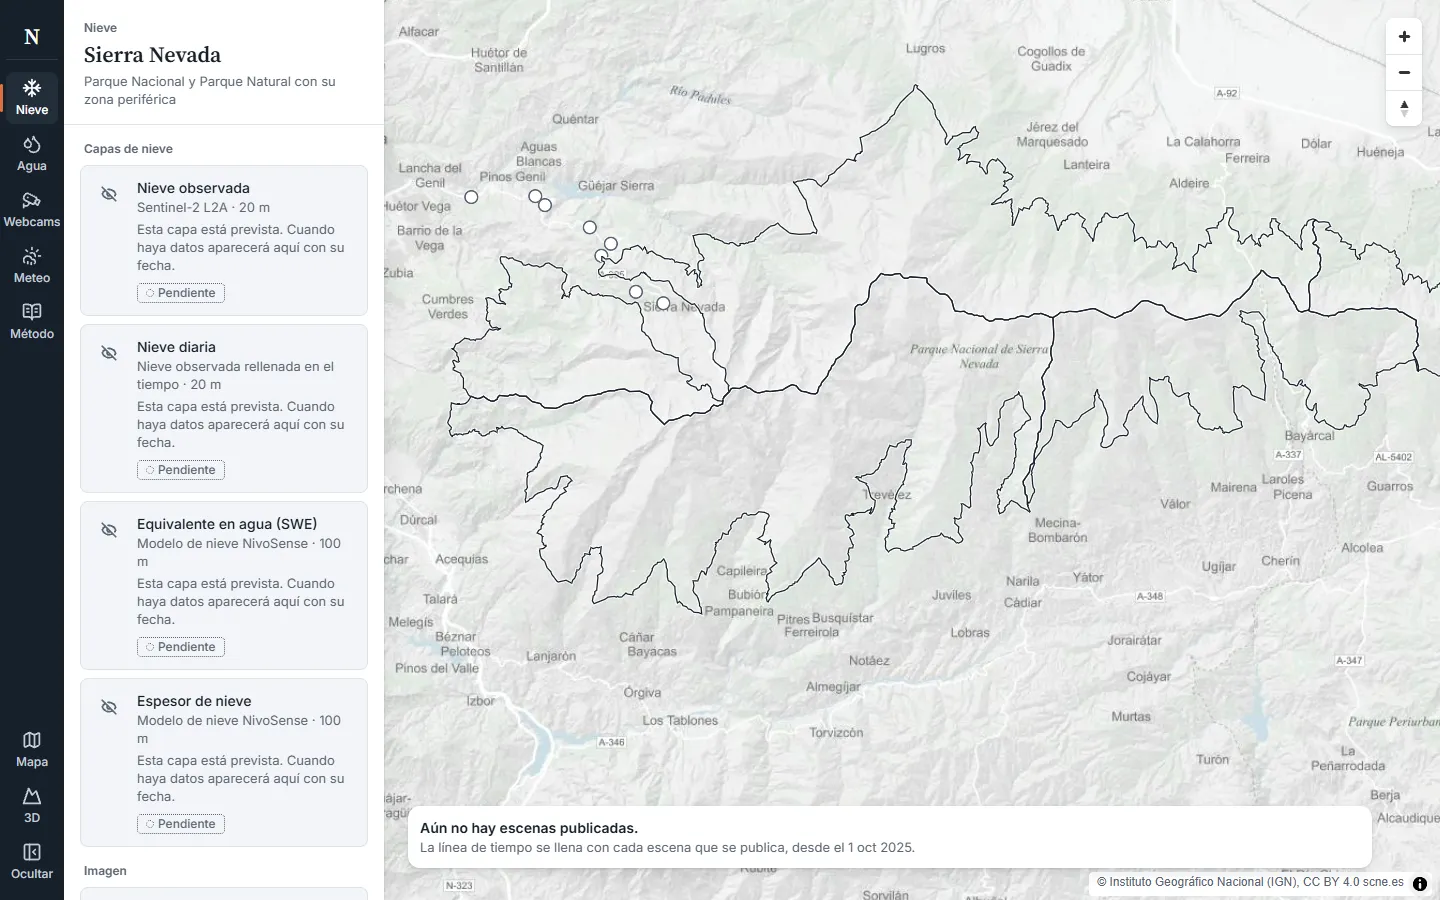 N
Nieve
Agua
Webcams
Meteo
Método
Mapa
3D
Ocultar
Nieve
Sierra Nevada
Parque Nacional y Parque Natural con su
zona periférica
Capas de nieve
Nieve observada
Sentinel-2 L2A · 20 m
Esta capa está prevista. Cuando
haya datos aparecerá aquí con su
fecha.
Pendiente
Nieve diaria
Nieve observada rellenada en el
tiempo · 20 m
Esta capa está prevista. Cuando
haya datos aparecerá aquí con su
fecha.
Pendiente
Equivalente en agua (SWE)
Modelo de nieve NivoSense · 100
m
Esta capa está prevista. Cuando
haya datos aparecerá aquí con su
fecha.
Pendiente
Espesor de nieve
Modelo de nieve NivoSense · 100
m
Esta capa está prevista. Cuando
haya datos aparecerá aquí con su
fecha.
Pendiente
Imagen
Alfacar
Huétor de
Santillán
Lugros
Cogollos de
Guadix
Río Padules
A-92
Quéntar
Jérez del
Marquesado
La Calahorra
Dólar
Huéneja
Aguas
Blancas
Ferreira
Lanteira
Lancha del
Genil
Pinos Genil
Güéjar Sierra
Aldeire
Huétor Vega
Barrio de la
Vega
Zubia
Cumbres
Verdes
Sierra Nevada
Parque Nacional de Sierra
Nevada
Bayárcal
A-337
AL-5402
Laroles
Picena
Mairena
Guarros
Trevélez
Válor
Dúrcal
Mecina-
Bombarón
Acequias
Alcolea
Cherín
Ugíjar
Capileira
Yátor
Narila
Cádiar
Talará
Bubión
Pampaneira
Juviles
A-348
Melegís
Pitres
Ferreirola
Busquístar
Béznar
Peloteos
Cáñar
Bayacas
Lobras
Jorairátar
Pinos del Valle
Lanjarón
Notáez
A-347
Cojáyar
Órgiva
Almegíjar
Izbor
Los Tablones
Murtas
Torvizcón
Parque Periurban
A-346
Turón
La
Peñarrodada
Berja
Alcaudique
Aún no hay escenas publicadas.
La línea de tiempo se llena con cada escena que se publica, desde el 1 oct 2025.
Rubite
N-323
Sorvilán
© Instituto Geográfico Nacional (IGN), CC BY 4.0 scne.es